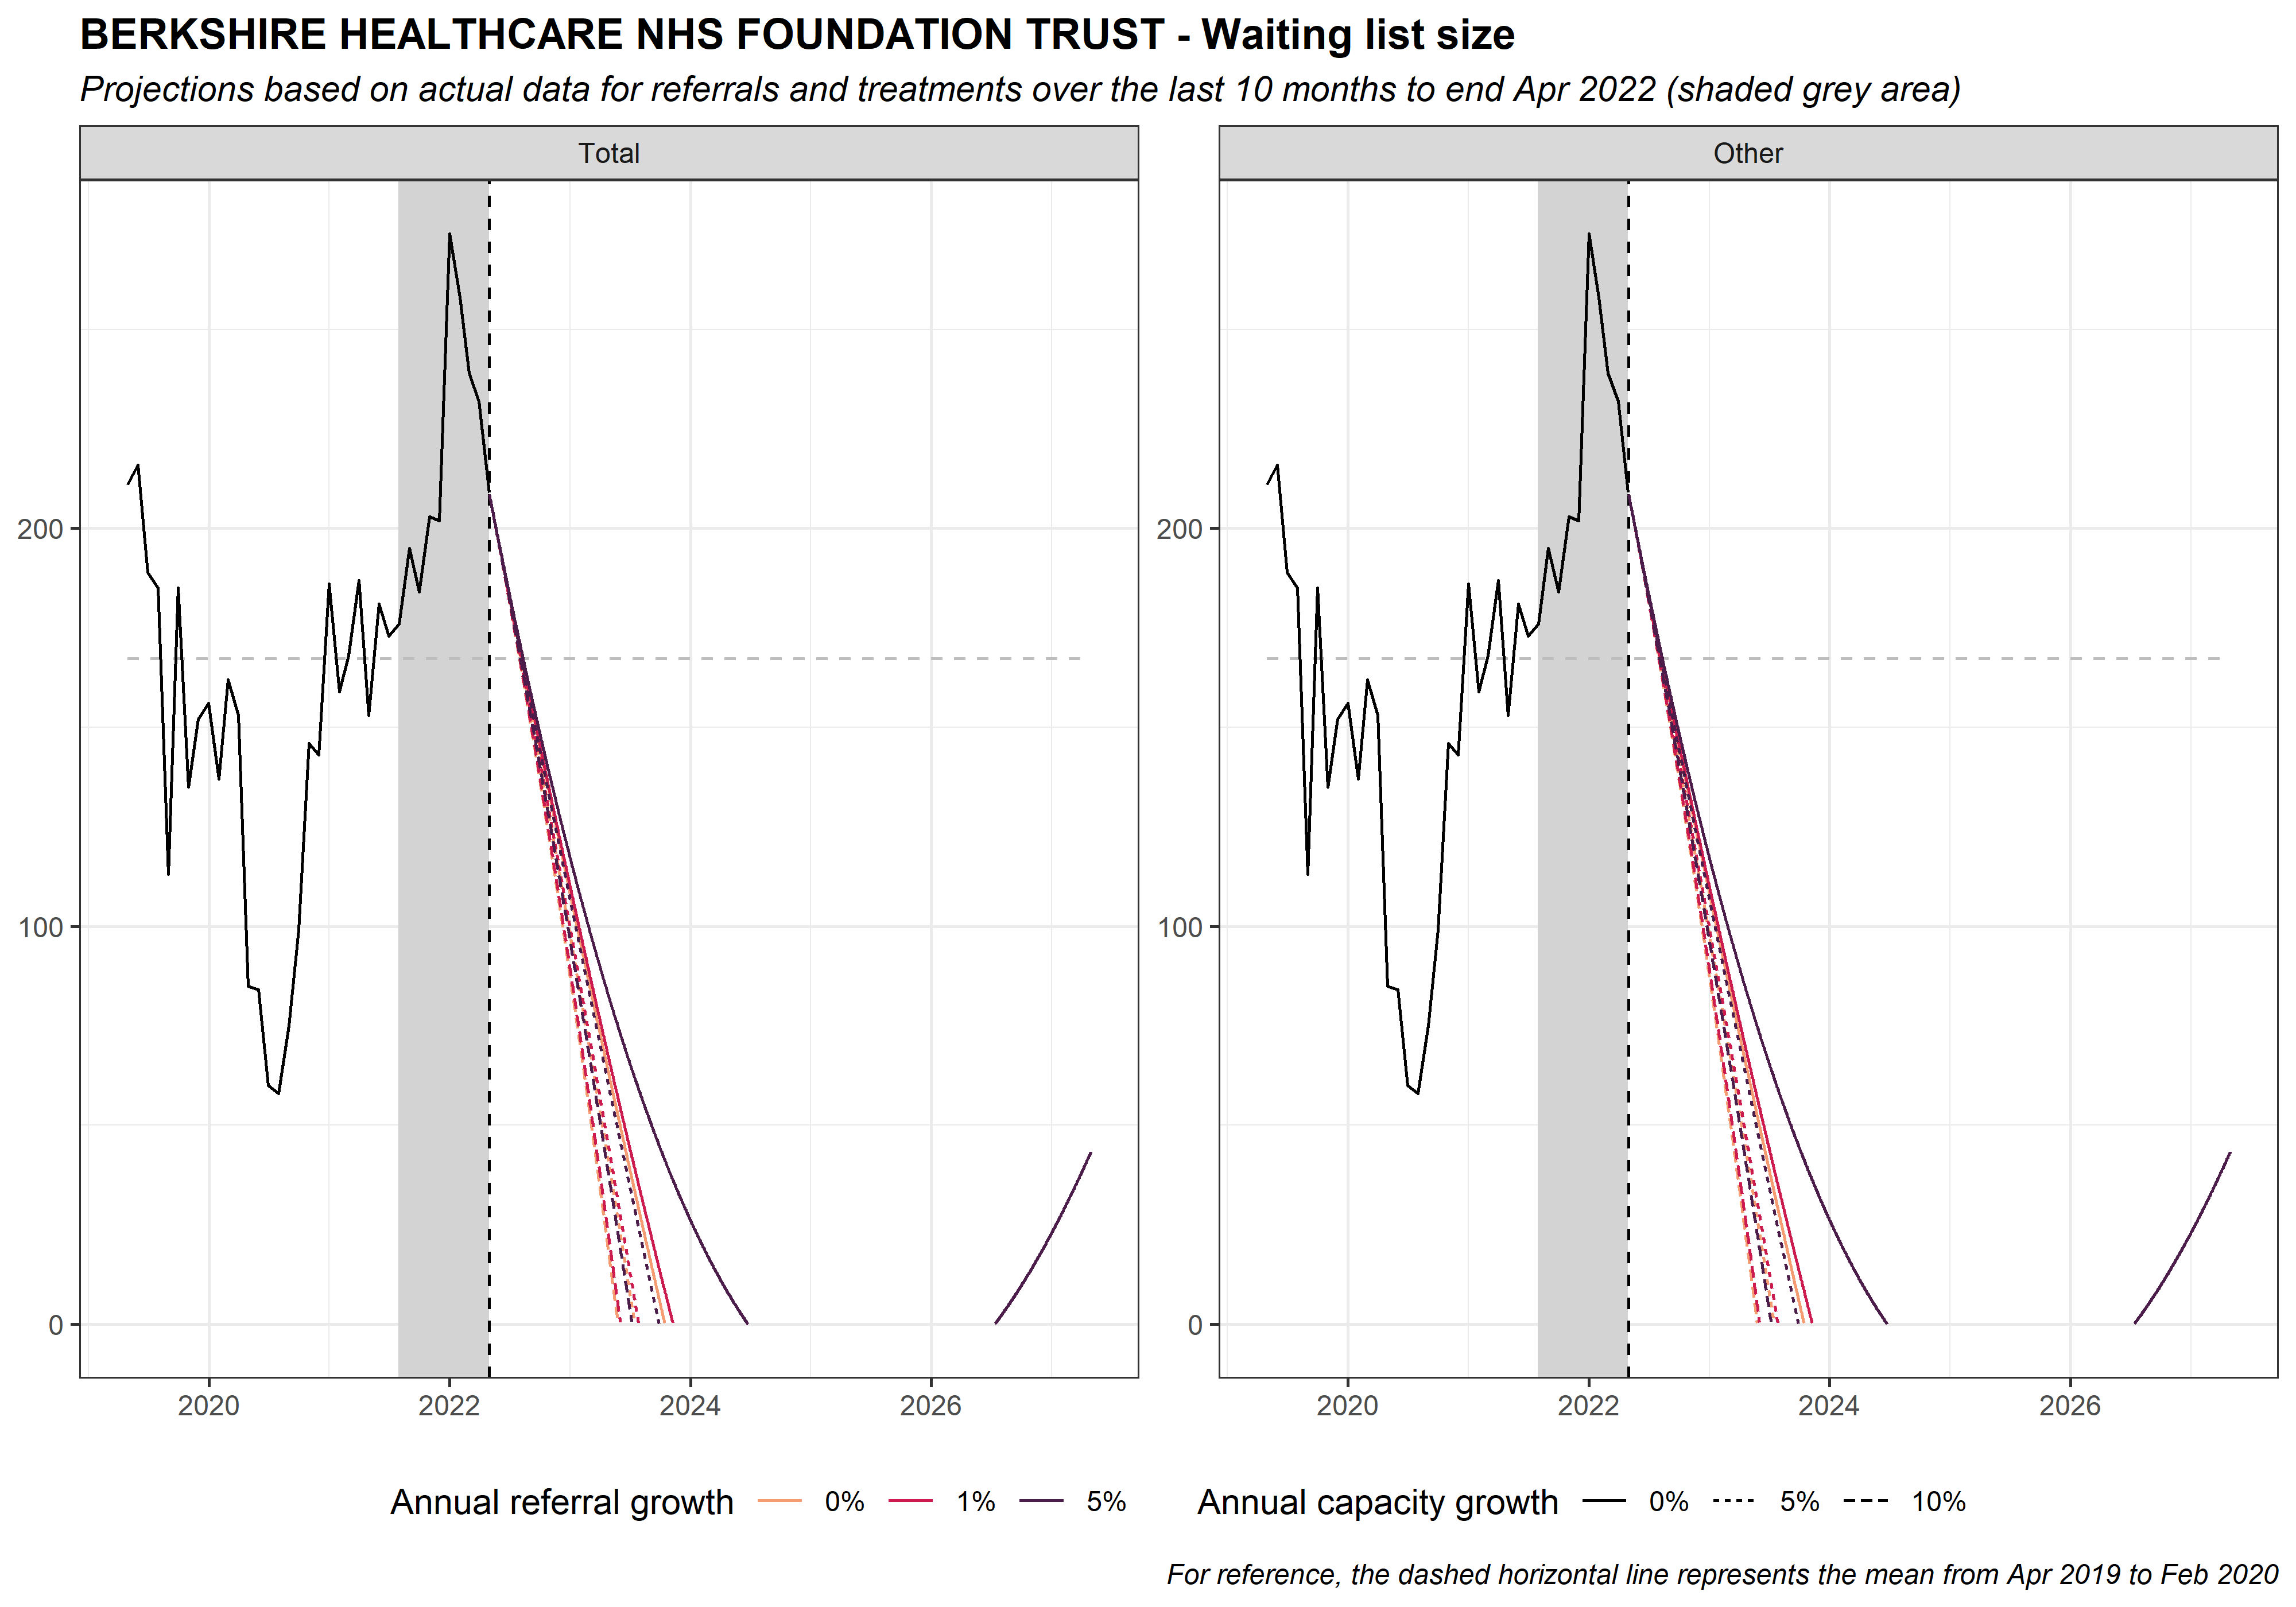 BERKSHIRE HEALTHCARE NHS FOUNDATION TRUST - Waiting list size
Projections based on actual data for referrals and treatments over the last 10 months to end Apr 2022 (shaded grey area)
Total
Other
200
100
0
200
100
0
2020 2022 2024 2026
2020 2022 2024 2026
Annual referral growth 0% 1% 5% Annual capacity growth 0% 5% 10%
For reference, the dashed horizontal line represents the mean from Apr 2019 to Feb 2020